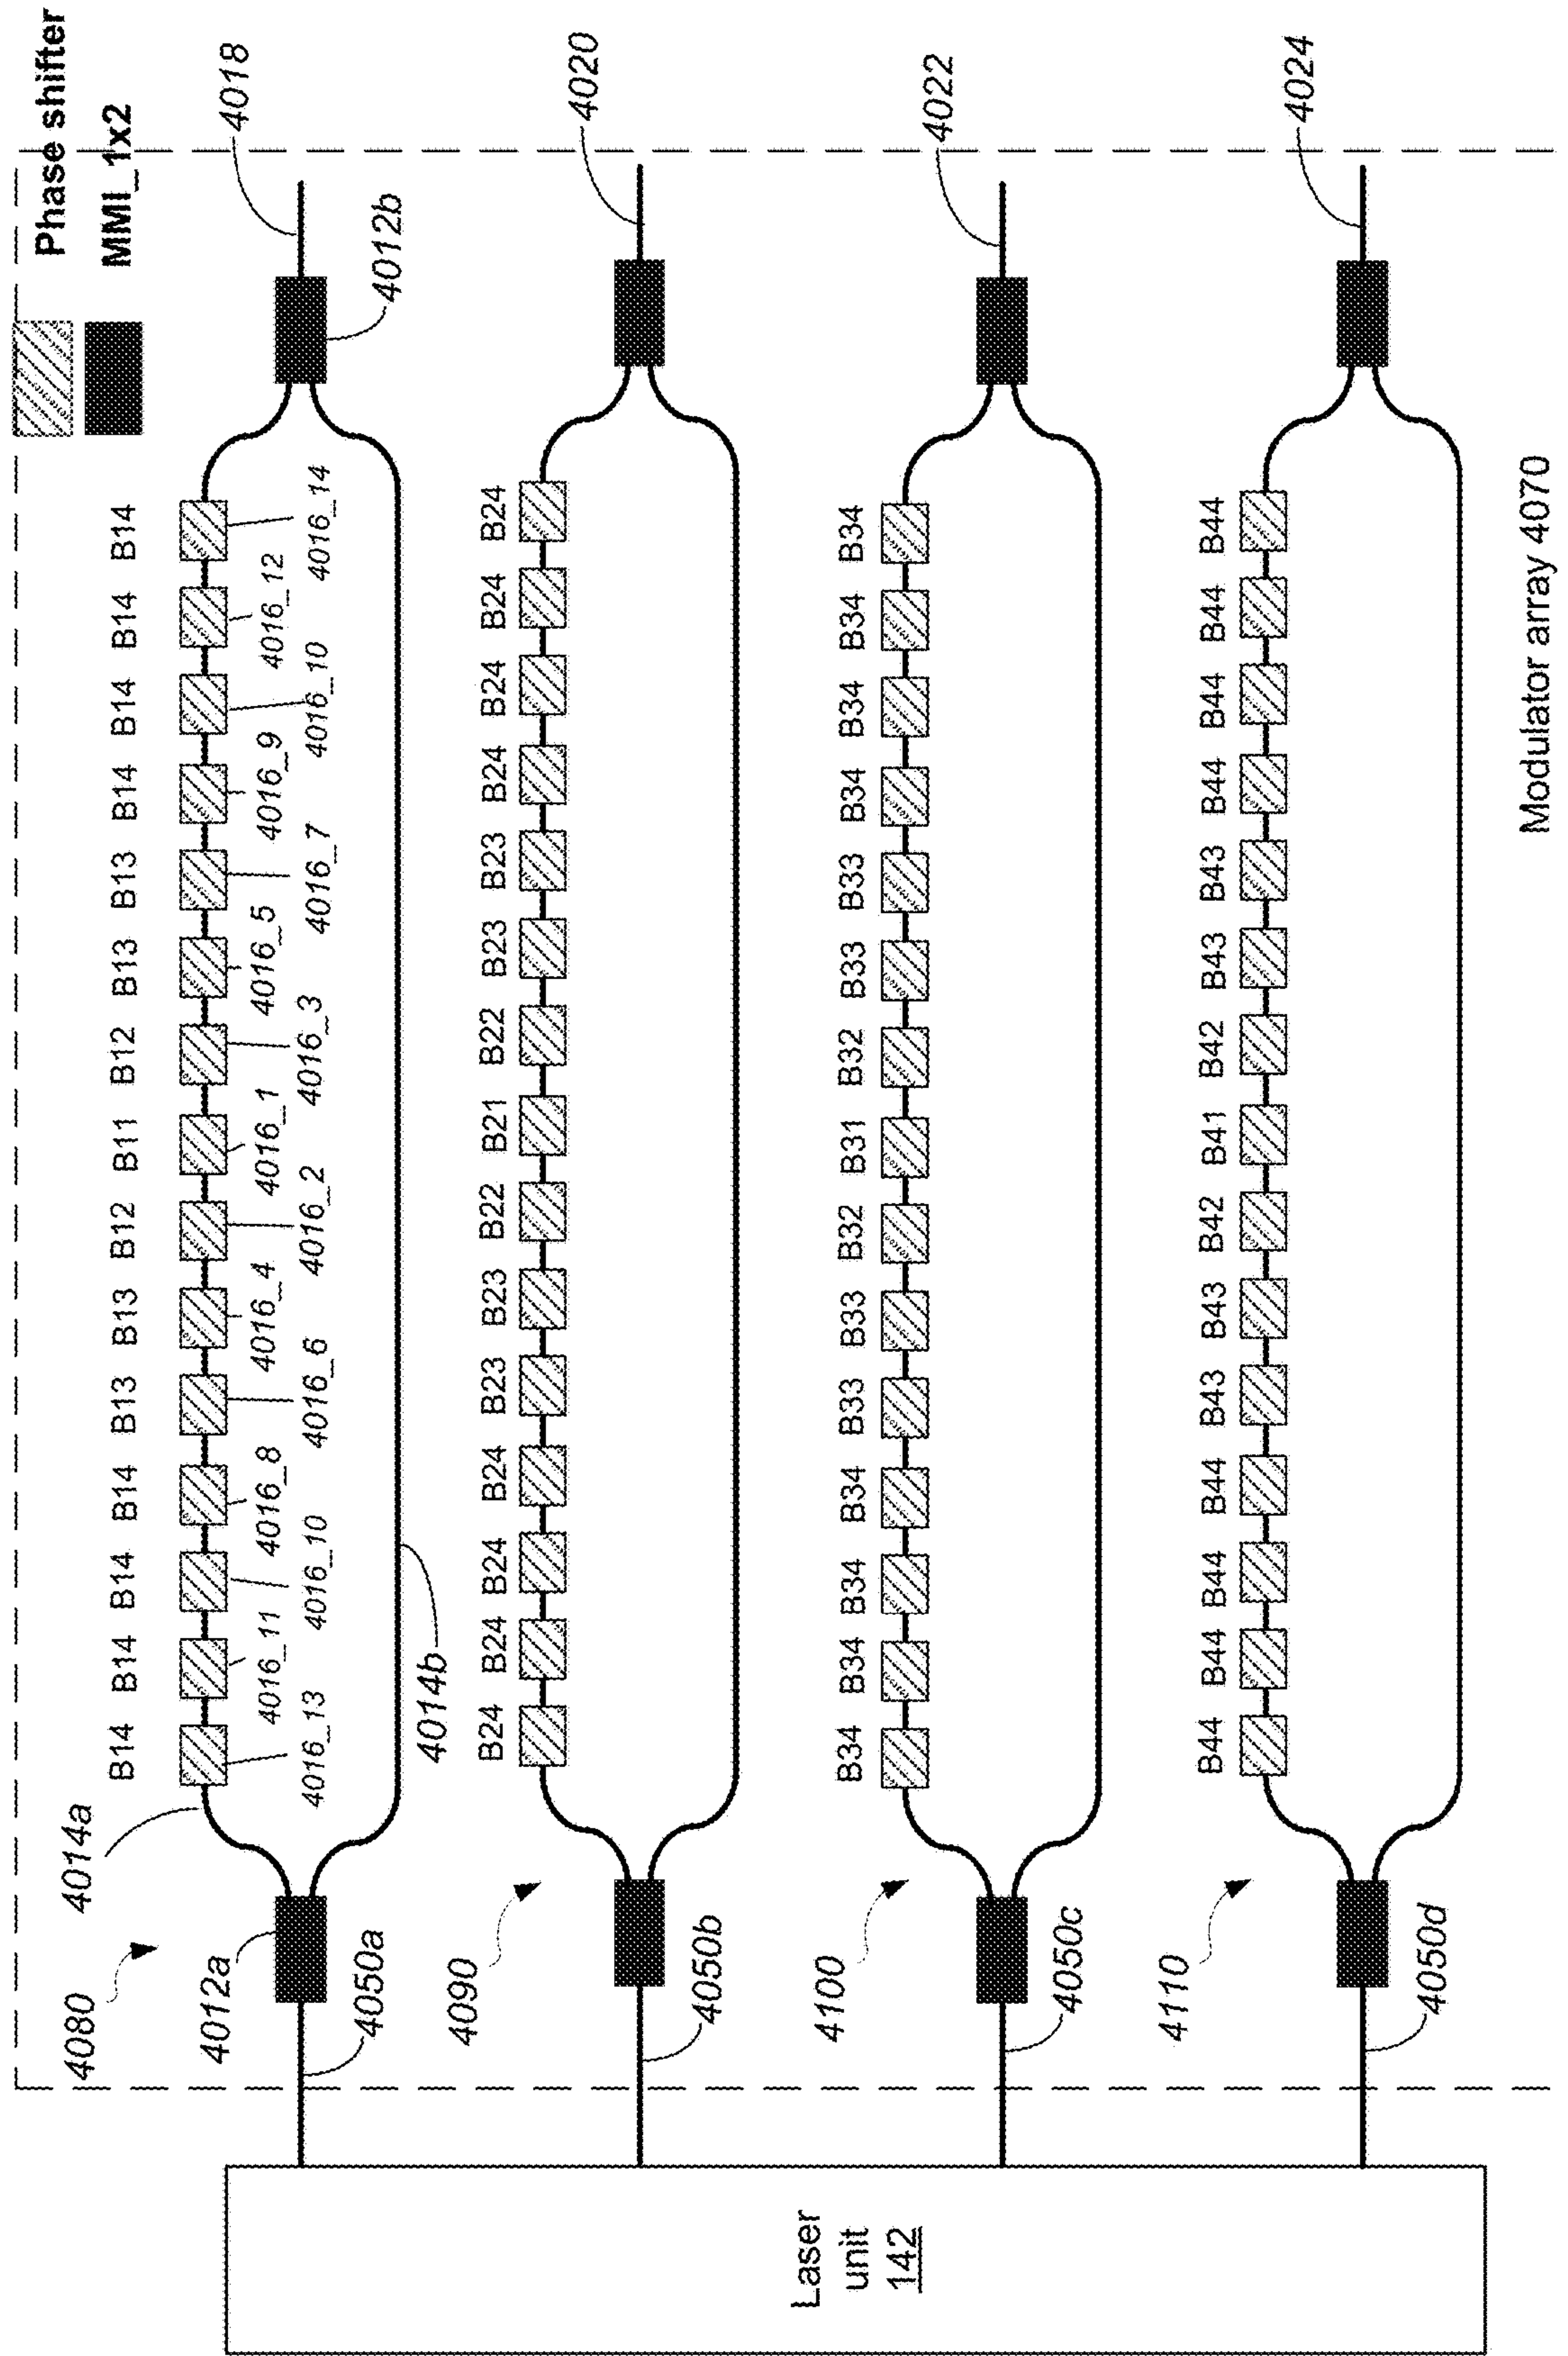 Phase shifter
MMI_1x2
4080
4014a
B14 B14 B14 B14 B13 B13 B12 B11 B12 B13 B13 B14 B14 B14 B14
4012a
4018
4016_11 4016_8 4016_4 4016_1 4016_5 4016_9 4016_12
4016_13 4016_10 4016_6 4016_2 4016_3 4016_7 4016_10 4016_14
4050a
4012b
4014b
4090
B24 B24 B24 B24 B23 B23 B22 B21 B22 B23 B23 B24 B24 B24 B24
4020
4050b
Laser
unit
142
4100
B34 B34 B34 B34 B33 B33 B32 B31 B32 B33 B33 B34 B34 B34 B34
4022
4050c
4110
B44 B44 B44 B44 B43 B43 B42 B41 B42 B43 B43 B44 B44 B44 B44
4024
4050d
Modulator array 4070